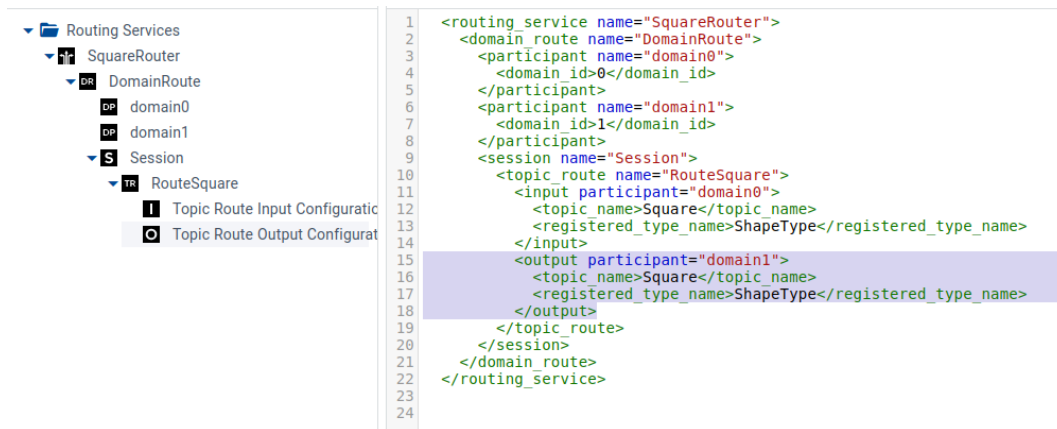 Routing Services
SquareRouter
DR DomainRoute
DP domain0
DP domain1
S Session
TR RouteSquare
I Topic Route Input Configuratic
O Topic Route Output Configurat
1 <routing_service name="SquareRouter">
2 <domain_route name="DomainRoute">
3 <participant name="domain0">
4 <domain_id>0</domain_id>
5 </participant>
6 <participant name="domain1">
7 <domain_id>1</domain_id>
8 </participant>
9 <session name="Session">
10 <topic_route name="RouteSquare">
11 <input participant="domain0">
12 <topic_name>Square</topic_name>
13 <registered_type_name>ShapeType</registered_type_name>
14 </input>
15 <output participant="domain1">
16 <topic_name>Square</topic_name>
17 <registered_type_name>ShapeType</registered_type_name>
18 </output>
19 </topic_route>
20 </session>
21 </domain_route>
22 </routing_service>
23
24